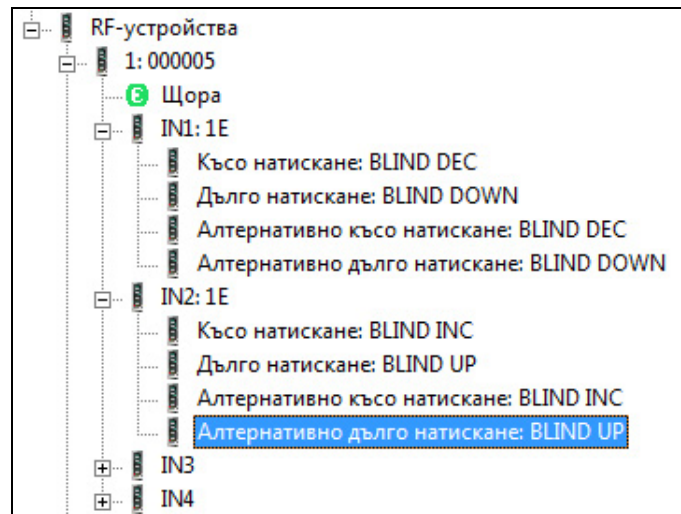 RF-устройства
1: 000005
Щора
IN1: 1E
Късо натискане: BLIND DEC
Дълго натискане: BLIND DOWN
Алтернативно късо натискане: BLIND DEC
Алтернативно дълго натискане: BLIND DOWN
IN2: 1E
Късо натискане: BLIND INC
Дълго натискане: BLIND UP
Алтернативно късо натискане: BLIND INC
Алтернативно дълго натискане: BLIND UP
IN3
IN4